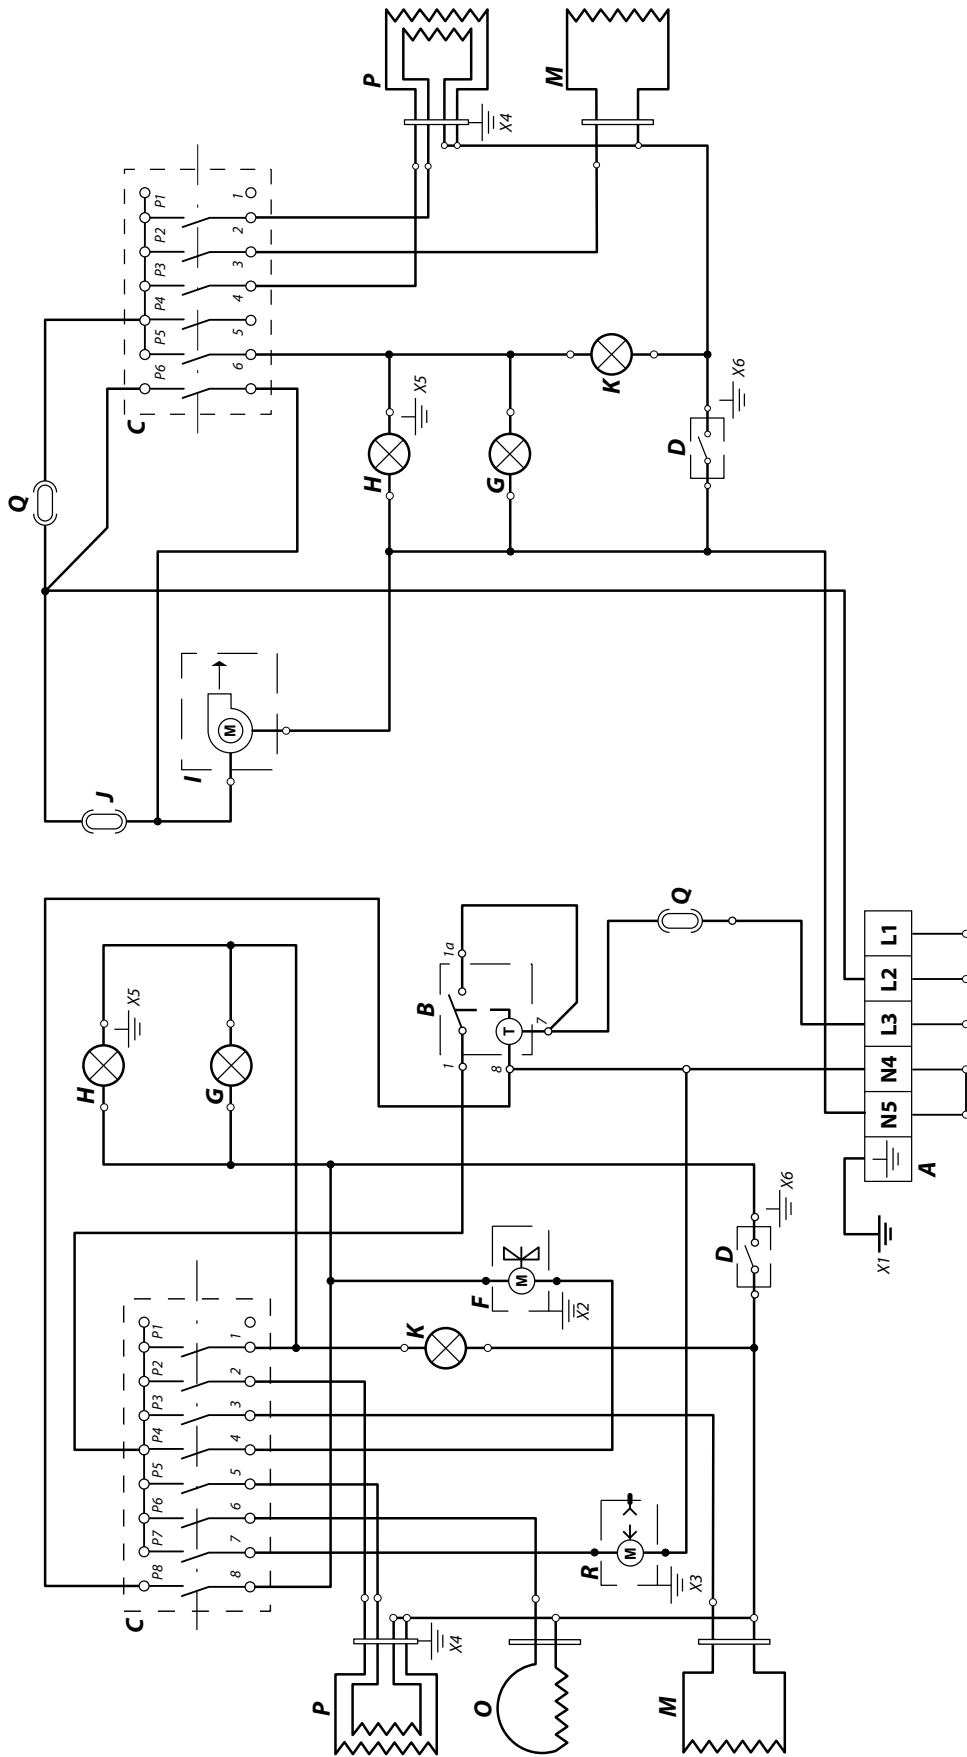 P
M
X4
P1
1
P2
2
P3
3
P4
4
P5
5
P6
6
C
X5
X6
K
D
H
G
Q
M
I
J
Q
1a
B
T
7
1
8
X5
H
G
L1
L2
L3
N4
N5
A
X1
X6
D
M
F
X2
K
P1
1
P2
2
P3
3
P4
4
P5
5
P6
6
P7
7
P8
8
C
M
R
X3
X4
P
O
M